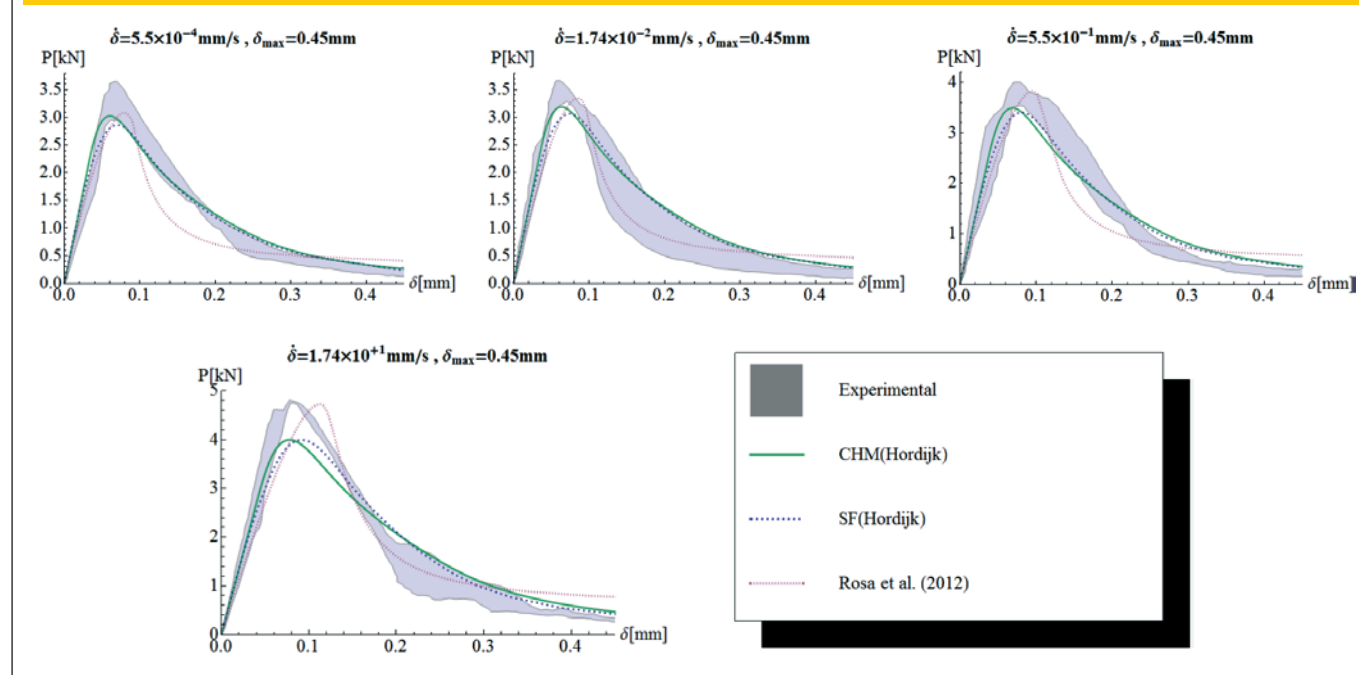 δ̇=5.5×10⁻⁴mm/s , δmax=0.45mm
P[kN]
3.5
3.0
2.5
2.0
1.5
1.0
0.5
0.0
0.0 0.1 0.2 0.3 0.4 δ[mm]
δ̇=1.74×10⁻²mm/s , δmax=0.45mm
P[kN]
3.5
3.0
2.5
2.0
1.5
1.0
0.5
0.0
0.0 0.1 0.2 0.3 0.4 δ[mm]
δ̇=5.5×10⁻¹mm/s , δmax=0.45mm
P[kN]
4
3
2
1
0
0.0 0.1 0.2 0.3 0.4 δ[mm]
δ̇=1.74×10⁺¹mm/s , δmax=0.45mm
P[kN]
5
4
3
2
1
0
0.0 0.1 0.2 0.3 0.4 δ[mm]
Experimental
CHM(Hordijk)
SF(Hordijk)
Rosa et al. (2012)